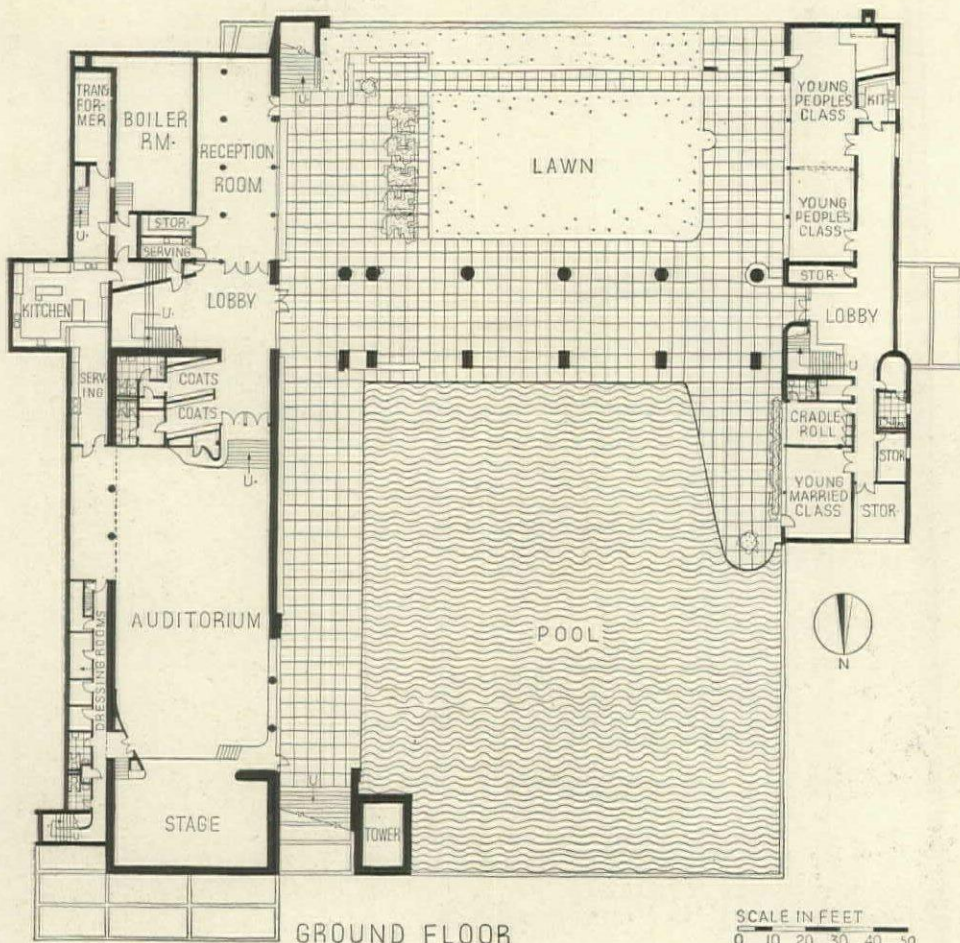 TRANS
FOR-
MER
BOILER
RM.
RECEPTION
ROOM
STOR.
SERVING
U.
U.
KITCHEN
LOBBY
U.
SERV-
ING
COATS
COATS
U.
AUDITORIUM
DRESSING ROOMS
STAGE
U.
U.
TOWER
LAWN
POOL
YOUNG
PEOPLES
CLASS
KIT.
YOUNG
PEOPLES
CLASS
STOR.
LOBBY
U
CRADLE
ROLL
YOUNG
MARRIED
CLASS
STOR
STOR.
N
GROUND FLOOR
SCALE IN FEET
0 10 20 30 40 50